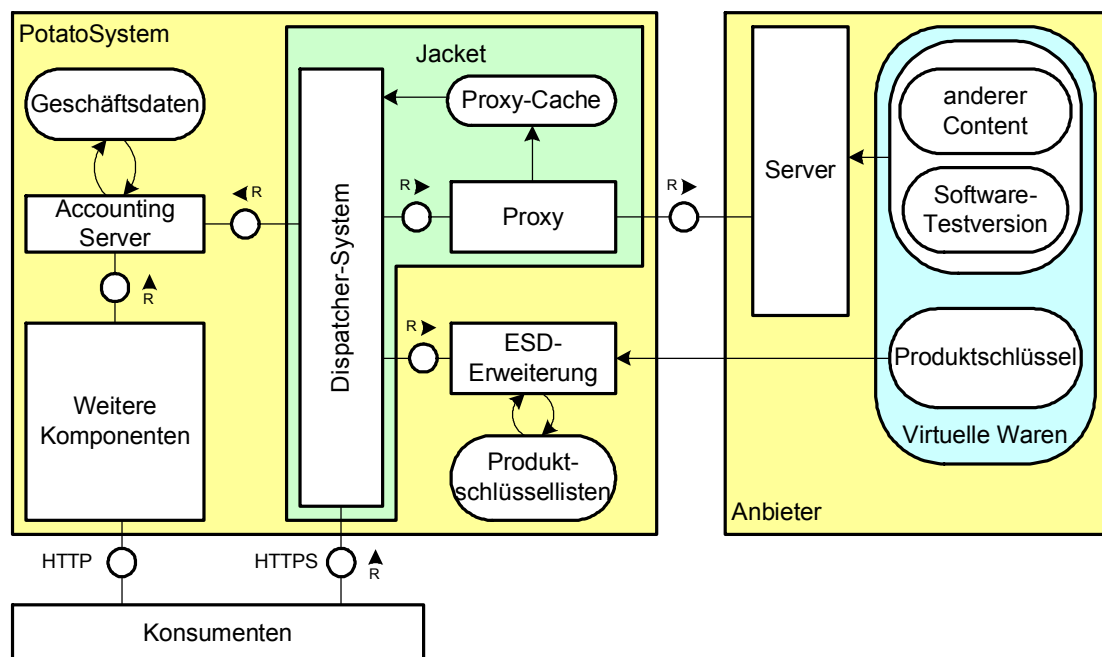 PotatoSystem
Jacket
Geschäftsdaten
Proxy-Cache
anderer
Content
Server
Software-
Testversion
R
R
R
Accounting
Server
Proxy
Dispatcher-System
R
R
ESD-
Erweiterung
Produktschlüssel
Weitere
Komponenten
Virtuelle Waren
Produkt-
schlüssellisten
Anbieter
HTTP
HTTPS
R
Konsumenten